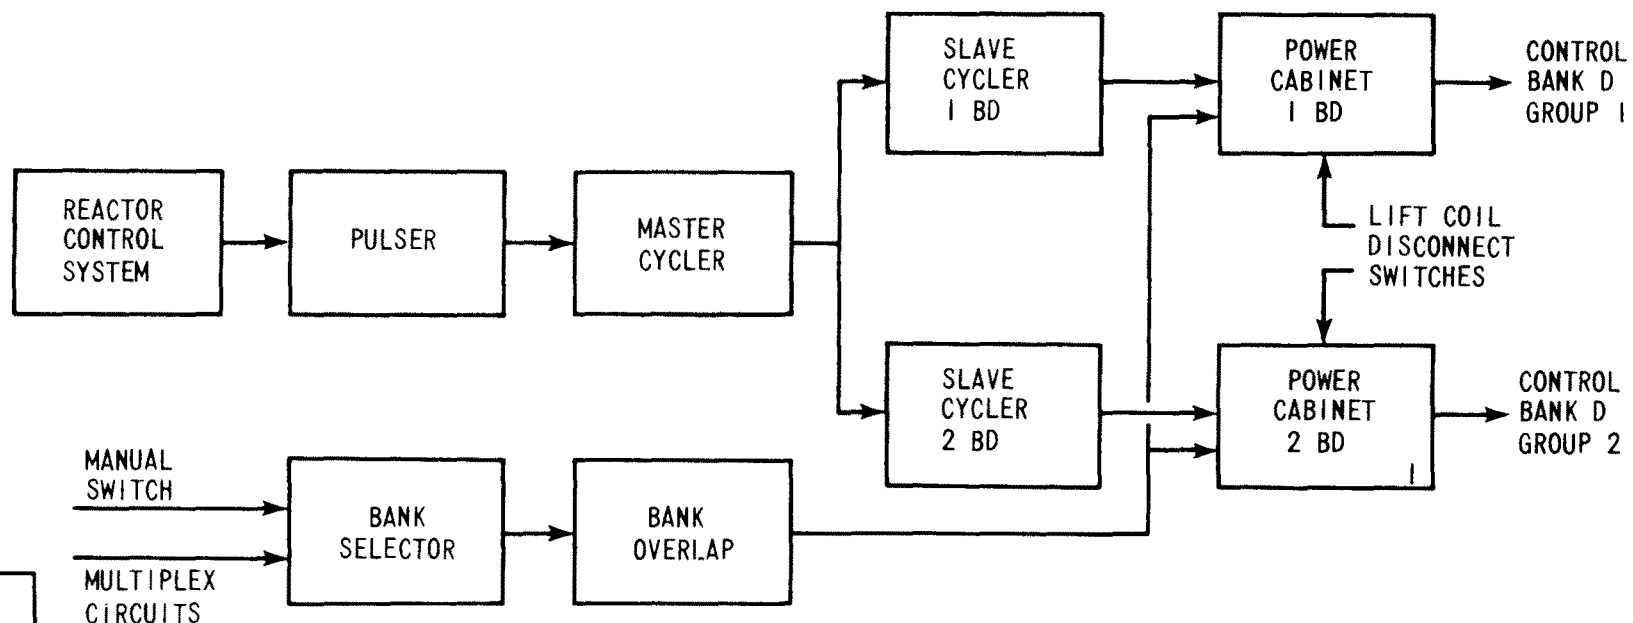 REACTOR
CONTROL
SYSTEM
PULSER
MASTER
CYCLER
SLAVE
CYCLER
1 BD
POWER
CABINET
1 BD
CONTROL
BANK D
GROUP 1
LIFT COIL
DISCONNECT
SWITCHES
SLAVE
CYCLER
2 BD
POWER
CABINET
2 BD
CONTROL
BANK D
GROUP 2
MANUAL
SWITCH
MULTIPLEX
CIRCUITS
BANK
SELECTOR
BANK
OVERLAP